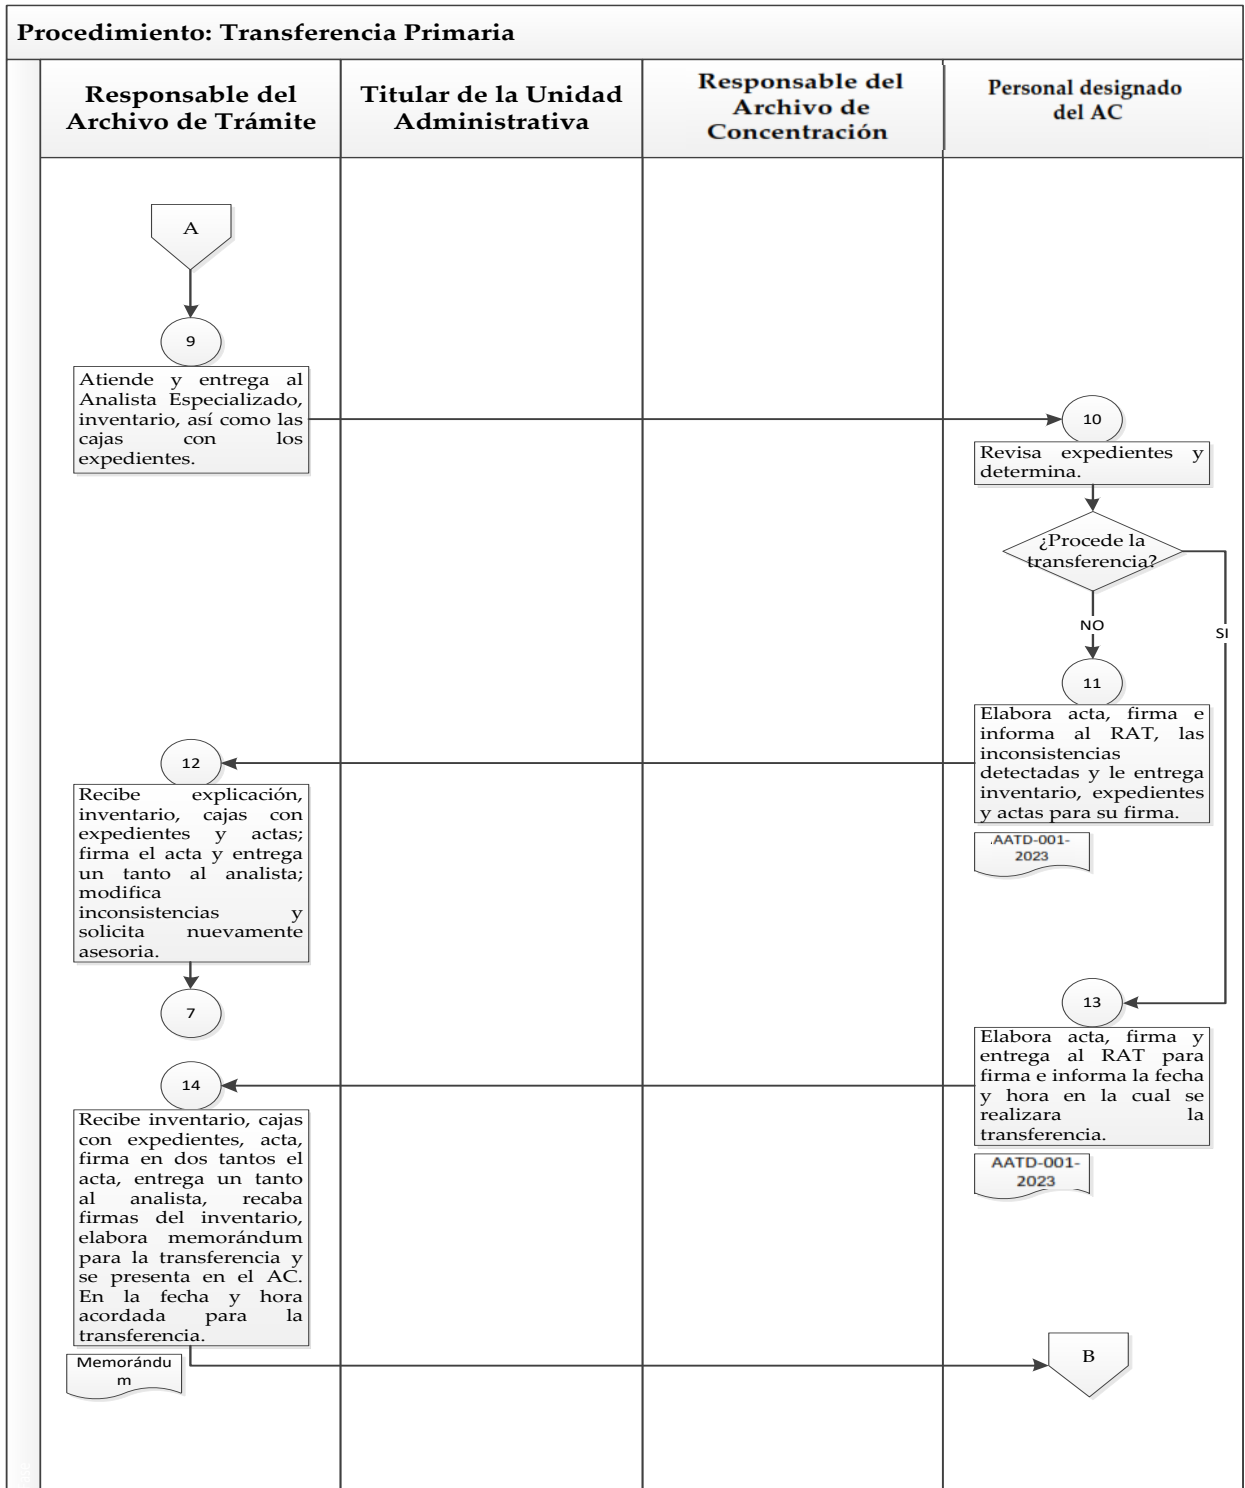 Procedimiento: Transferencia Primaria
Responsable del
Archivo de Trámite
Titular de la Unidad
Administrativa
Responsable del
Archivo de
Concentración
Personal designado
del AC
A
9
Atiende y entrega al
Analista Especializado,
inventario, así como las
cajas con los
expedientes.
10
Revisa expedientes y
determina.
¿Procede la
transferencia?
NO
SI
11
Elabora acta, firma e
informa al RAT, las
inconsistencias
detectadas y le entrega
inventario, expedientes
y actas para su firma.
AATD-001-
2023
12
Recibe explicación,
inventario, cajas con
expedientes y actas;
firma el acta y entrega
un tanto al analista;
modifica
inconsistencias y
solicita nuevamente
asesoria.
7
13
Elabora acta, firma y
entrega al RAT para
firma e informa la fecha
y hora en la cual se
realizara la
transferencia.
AATD-001-
2023
14
Recibe inventario, cajas
con expedientes, acta,
firma en dos tantos el
acta, entrega un tanto
al analista, recaba
firmas del inventario,
elabora memorándum
para la transferencia y
se presenta en el AC.
En la fecha y hora
acordada para la
transferencia.
Memorándu
m
B